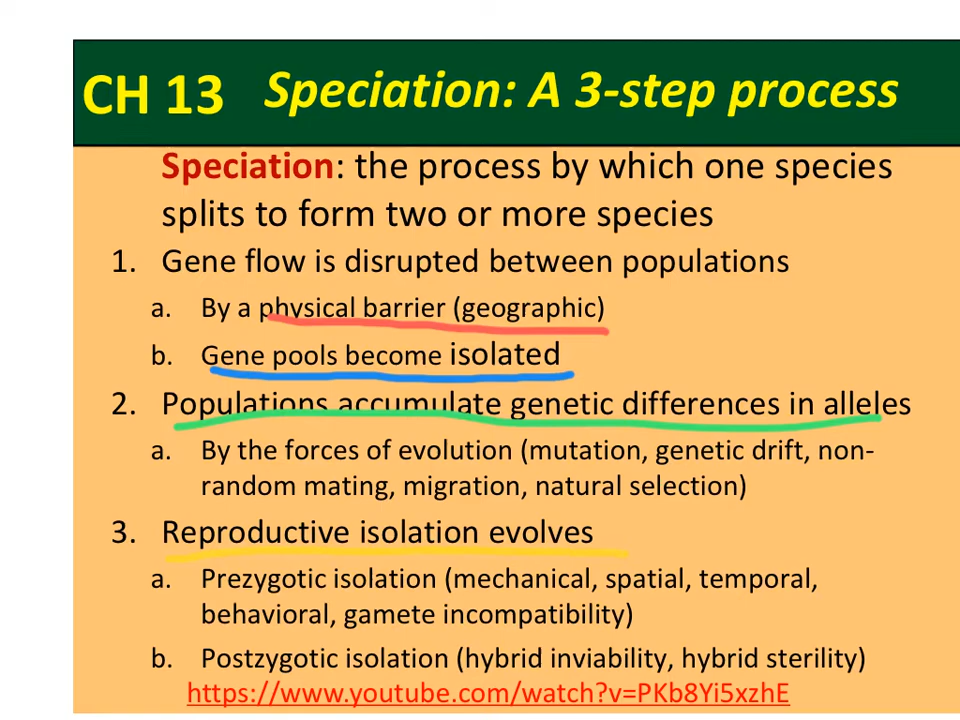 CH 13 Speciation: A 3-step process
Speciation: the process by which one species
splits to form two or more species
1. Gene flow is disrupted between populations
a. By a physical barrier (geographic)
b. Gene pools become isolated
2. Populations accumulate genetic differences in alleles
a. By the forces of evolution (mutation, genetic drift, non-
random mating, migration, natural selection)
3. Reproductive isolation evolves
a. Prezygotic isolation (mechanical, spatial, temporal,
behavioral, gamete incompatibility)
b. Postzygotic isolation (hybrid inviability, hybrid sterility)
https://www.youtube.com/watch?v=PKb8Yi5xzhE